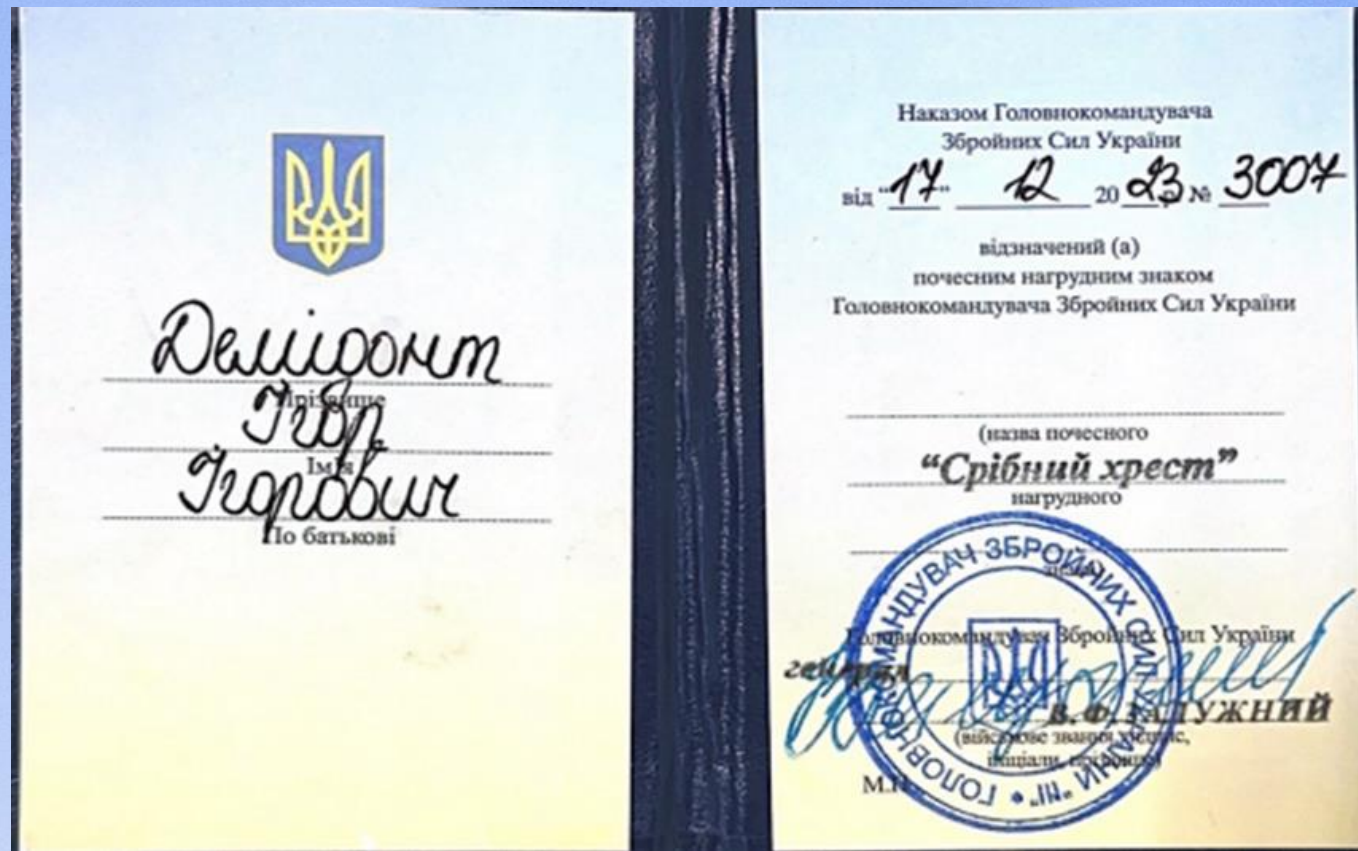 Демідонт
Прізвище
Ігор
Ім'я
Ігорович
По батькові
Наказом Головнокомандувача
Збройних Сил України
від "17" 12 2023 № 3007
відзначений (а)
почесним нагрудним знаком
Головнокомандувача Збройних Сил України
(назва почесного
“Срібний хрест”
нагрудного
Головнокомандувач Збройних Сил України
генерал
В. Ф. ЗАЛУЖНИЙ
(військове звання, підпис,
ініціали, прізвище)
М.П.
ГОЛОВНОКОМАНДУВАЧ ЗБРОЙНИХ СИЛ УКРАЇНИ